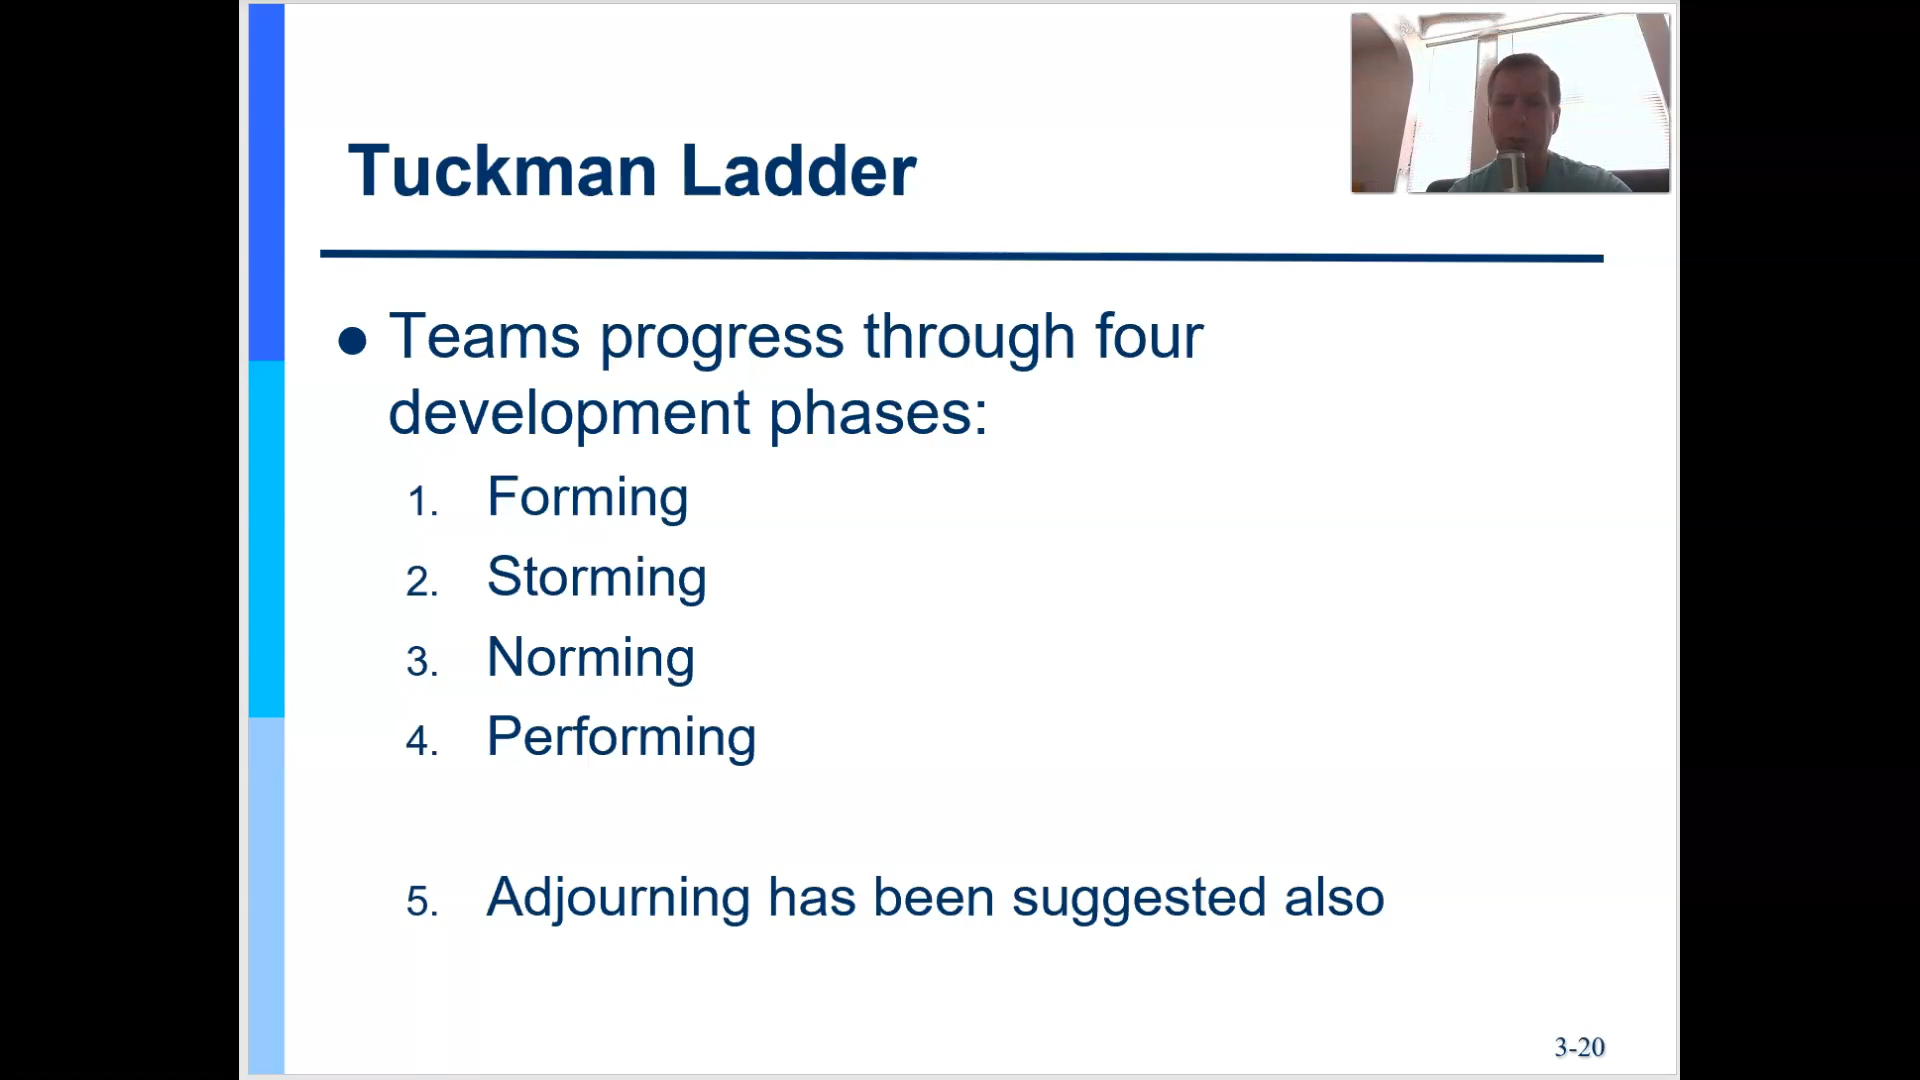 Tuckman Ladder
● Teams progress through four
development phases:
1. Forming
2. Storming
3. Norming
4. Performing
5. Adjourning has been suggested also
3-20